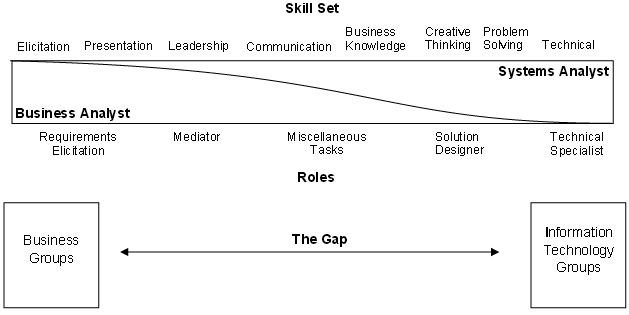 Skill Set
Elicitation Presentation Leadership Communication Business Knowledge Creative Thinking Problem Solving Technical
Systems Analyst
Business Analyst
Requirements Elicitation Mediator Miscellaneous Tasks Solution Designer Technical Specialist
Roles
Business
Groups
The Gap
Information
Technology
Groups